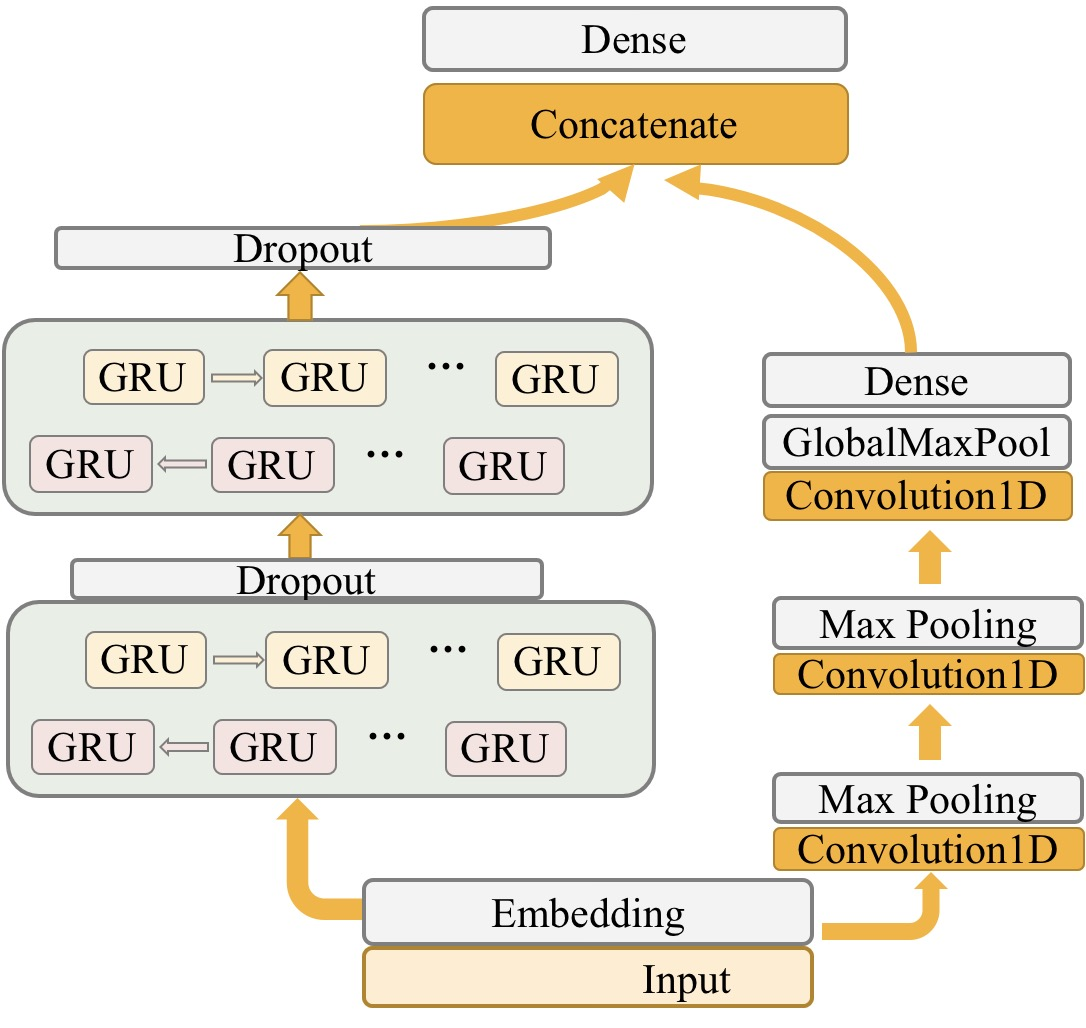 Dense
Concatenate
Dropout
GRU GRU ... GRU
GRU GRU ... GRU
Dropout
GRU GRU ... GRU
GRU GRU ... GRU
Dense
GlobalMaxPool
Convolution1D
Max Pooling
Convolution1D
Max Pooling
Convolution1D
Embedding
Input